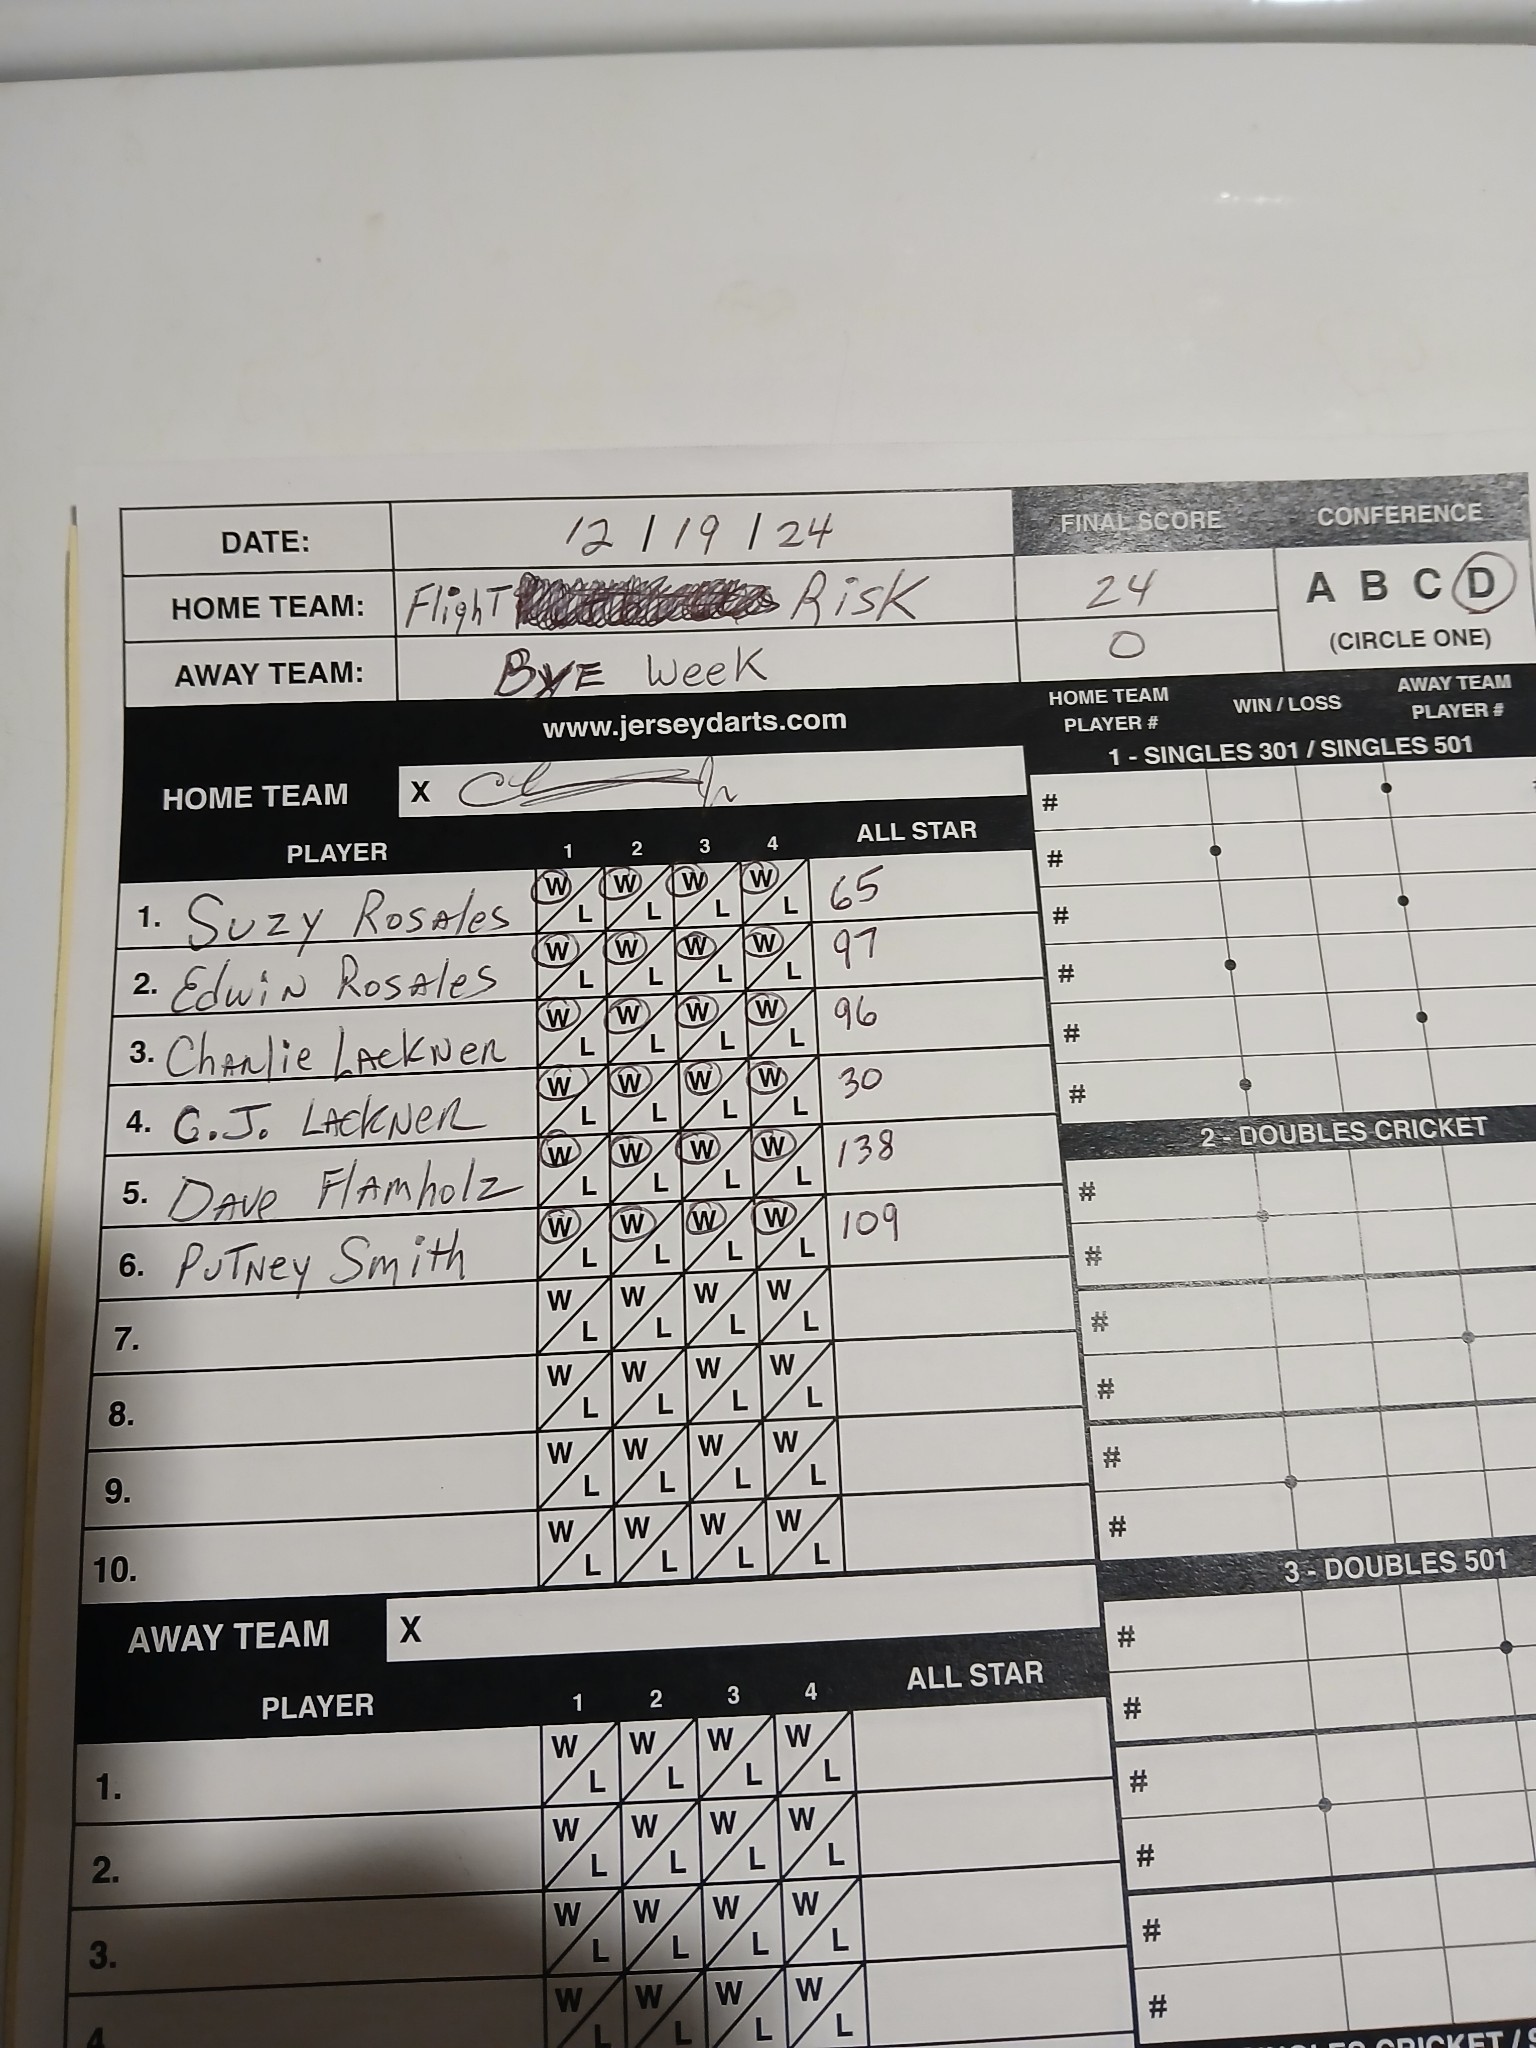 DATE: 12 / 19 / 24 FINAL SCORE CONFERENCE
HOME TEAM: Flight Risk 24 A B C D
AWAY TEAM: BYE Week 0 (CIRCLE ONE)
www.jerseydarts.com HOME TEAM PLAYER # WIN / LOSS AWAY TEAM PLAYER #
HOME TEAM X
PLAYER 1 2 3 4 ALL STAR
1. Suzy Rosales W L W L W L W L 65
2. Edwin Rosales W L W L W L W L 97
3. Charlie Lackner W L W L W L W L 96
4. C.J. Lackner W L W L W L W L 30
5. Dave Flamholz W L W L W L W L 138
6. Putney Smith W L W L W L W L 109
7. W L W L W L W L
8. W L W L W L W L
9. W L W L W L W L
10. W L W L W L W L
AWAY TEAM X
PLAYER 1 2 3 4 ALL STAR
1. W L W L W L W L
2. W L W L W L W L
3. W L W L W L W L
4 W L W L W L W L
1 - SINGLES 301 / SINGLES 501
#
#
#
#
#
#
2 - DOUBLES CRICKET
#
#
#
#
#
#
3 - DOUBLES 501
#
#
#
#
#
#
CRICKET /